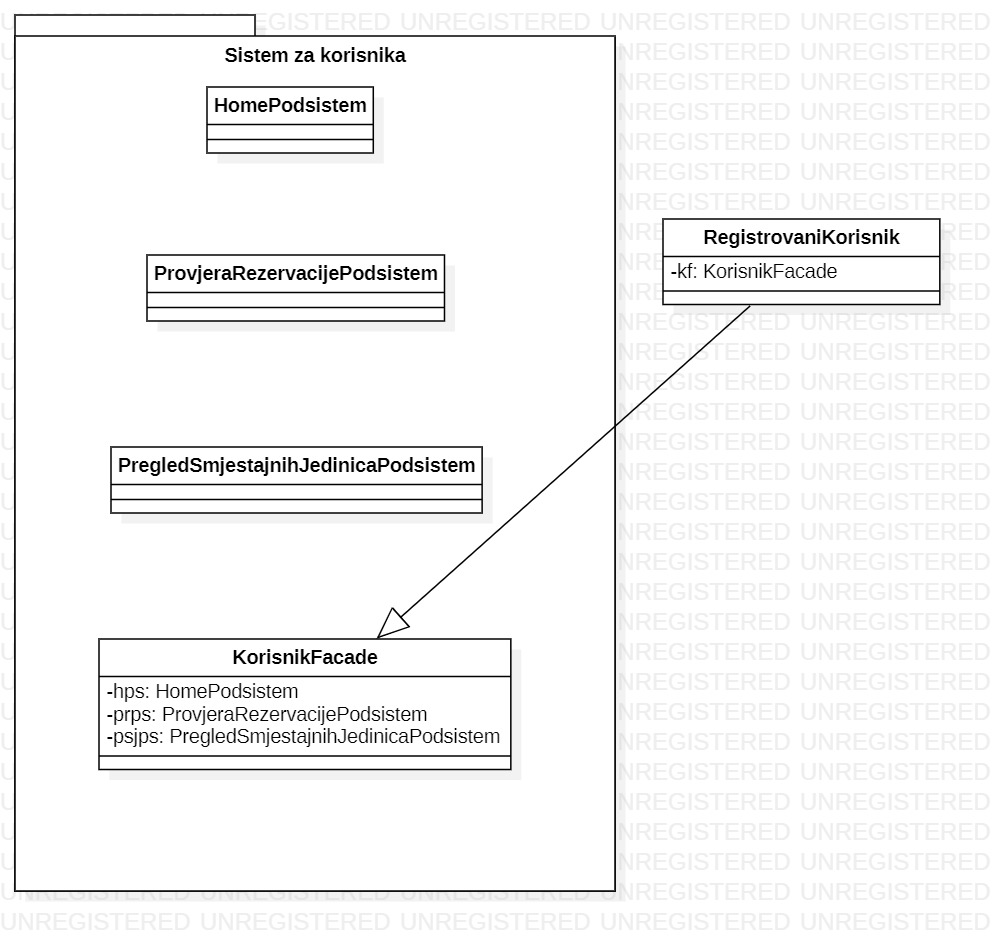 Sistem za korisnika
HomePodsistem
ProvjeraRezervacijePodsistem
RegistrovaniKorisnik
-kf: KorisnikFacade
PregledSmjestajnihJedinicaPodsistem
KorisnikFacade
-hps: HomePodsistem
-prps: ProvjeraRezervacijePodsistem
-psjps: PregledSmjestajnihJedinicaPodsistem
UNREGISTERED UNREGISTERED UNREGISTERED UNREGISTERED UNREGISTERED